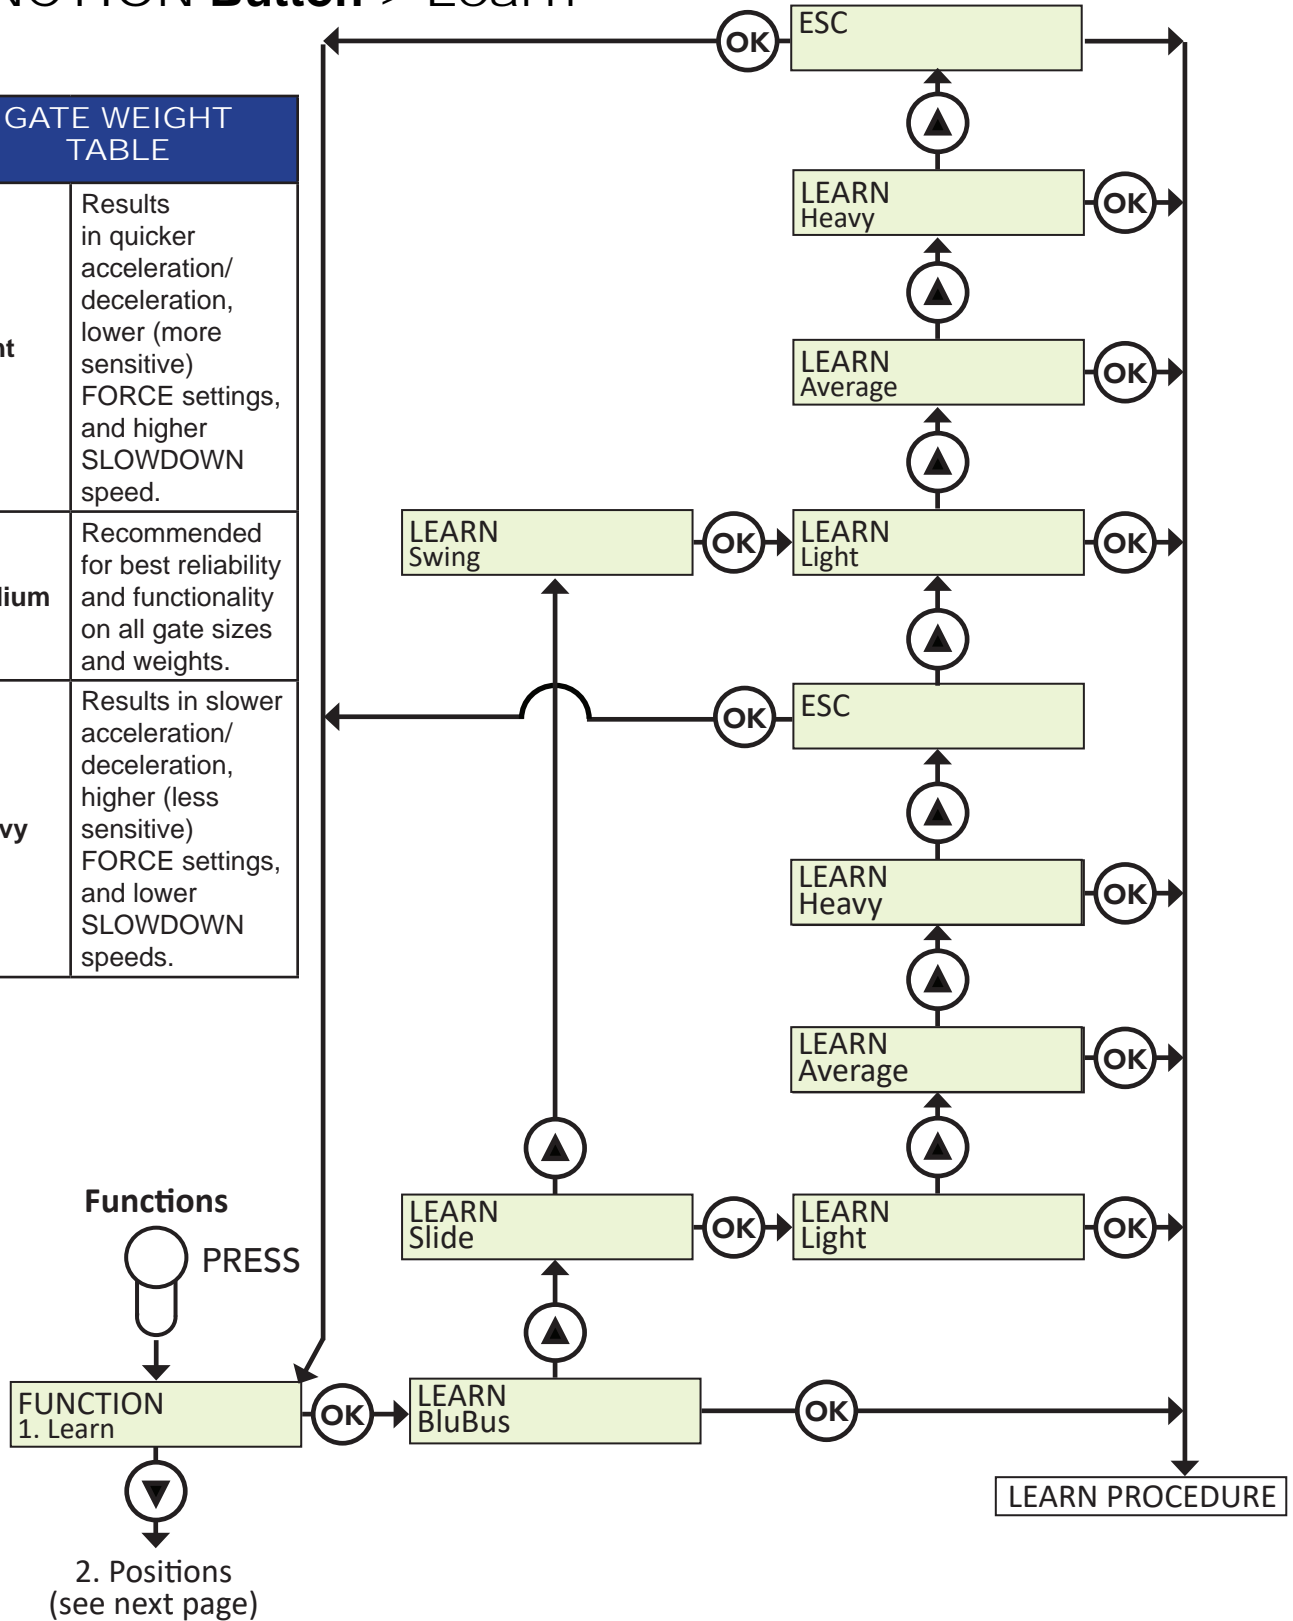 Button > Learn
GATE WEIGHT
TABLE
Results
in quicker
acceleration/
deceleration,
lower (more
sensitive)
FORCE settings,
and higher
SLOWDOWN
speed.
Recommended
for best reliability
and functionality
on all gate sizes
and weights.
Results in slower
acceleration/
deceleration,
higher (less
sensitive)
FORCE settings,
and lower
SLOWDOWN
speeds.
ESC
OK
LEARN
Heavy
OK
LEARN
Average
OK
LEARN
Swing
OK
LEARN
Light
OK
ESC
OK
LEARN
Heavy
OK
LEARN
Average
OK
LEARN
Slide
OK
LEARN
Light
OK
Functions
PRESS
FUNCTION
1. Learn
OK
LEARN
BluBus
OK
LEARN PROCEDURE
2. Positions
(see next page)